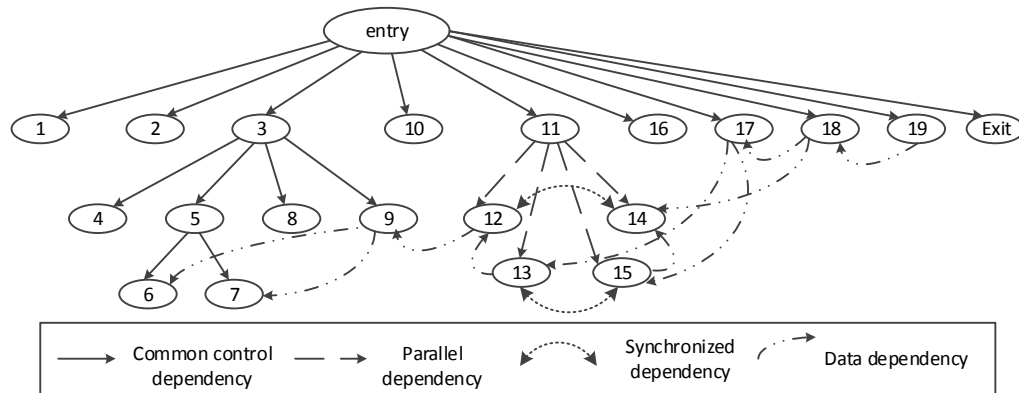 entry
1
2
3
10
11
16
17
18
19
Exit
4
5
8
9
12
14
6
7
13
15
Common control
dependency
Parallel
dependency
Synchronized
dependency
Data dependency